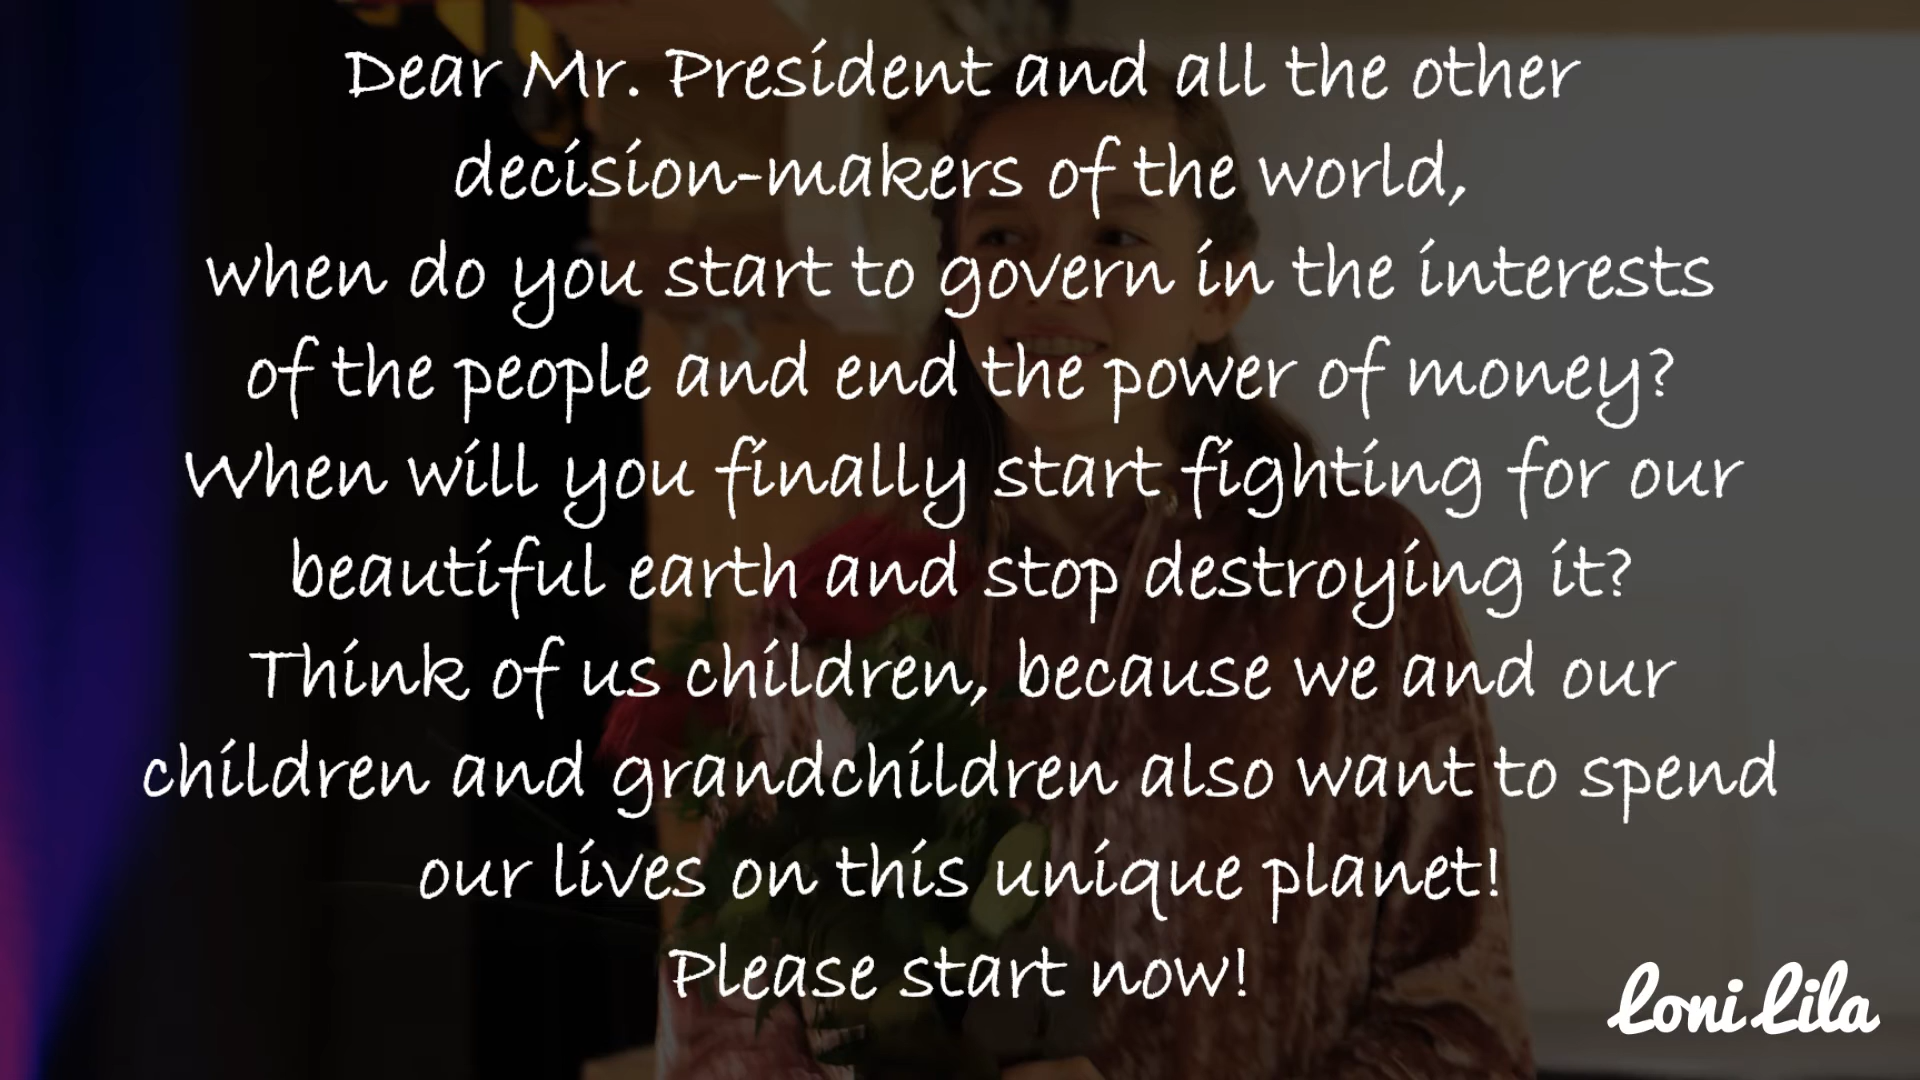 Dear Mr. President and all the other
decision-makers of the world,
when do you start to govern in the interests
of the people and end the power of money?
When will you finally start fighting for our
beautiful earth and stop destroying it?
Think of us children, because we and our
children and grandchildren also want to spend
our lives on this unique planet!
Please start now!
Loni Lila